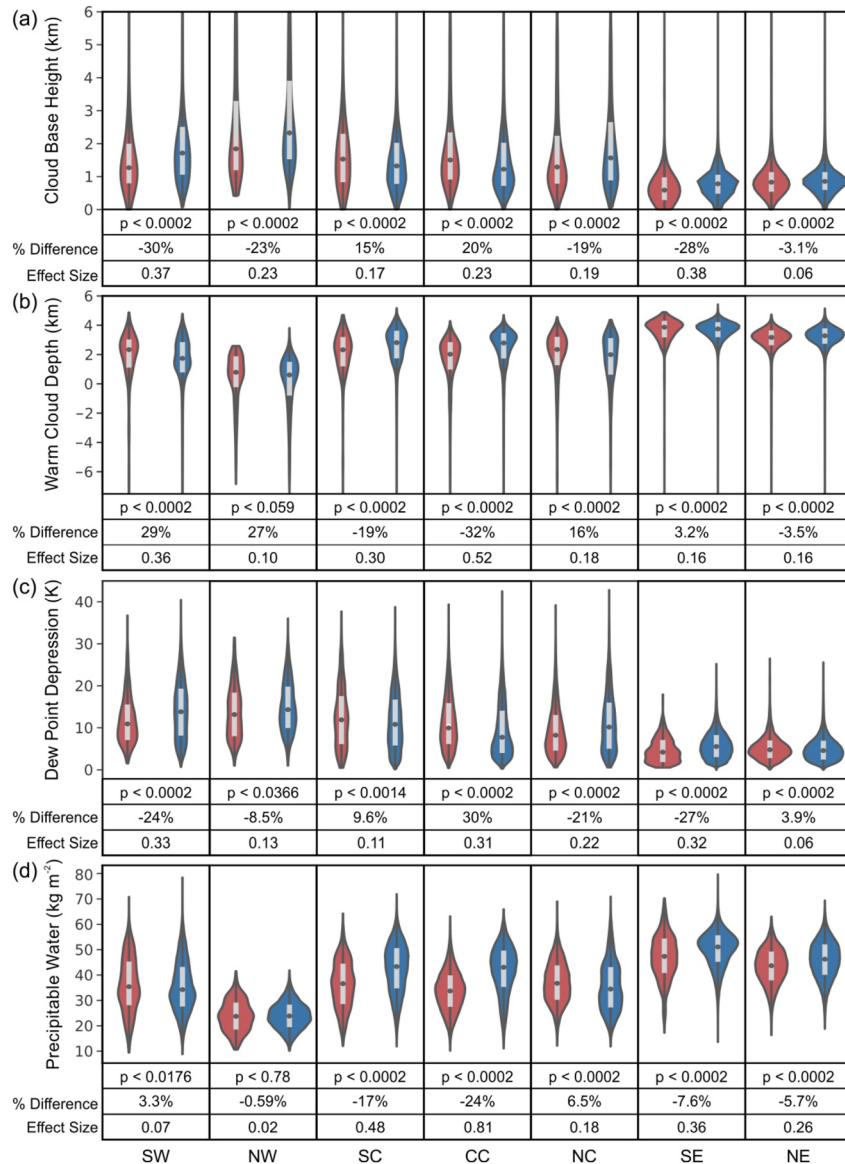 (a)
Cloud Base Height (km)
6
5
4
3
2
1
0
p < 0.0002 p < 0.0002 p < 0.0002 p < 0.0002 p < 0.0002 p < 0.0002 p < 0.0002
% Difference -30% -23% 15% 20% -19% -28% -3.1%
Effect Size 0.37 0.23 0.17 0.23 0.19 0.38 0.06
(b)
Warm Cloud Depth (km)
6
4
2
0
−2
−4
−6
p < 0.0002 p < 0.059 p < 0.0002 p < 0.0002 p < 0.0002 p < 0.0002 p < 0.0002
% Difference 29% 27% -19% -32% 16% 3.2% -3.5%
Effect Size 0.36 0.10 0.30 0.52 0.18 0.16 0.16
(c)
Dew Point Depression (K)
40
30
20
10
0
p < 0.0002 p < 0.0366 p < 0.0014 p < 0.0002 p < 0.0002 p < 0.0002 p < 0.0002
% Difference -24% -8.5% 9.6% 30% -21% -27% 3.9%
Effect Size 0.33 0.13 0.11 0.31 0.22 0.32 0.06
(d)
Precipitable Water (kg m⁻²)
80
70
60
50
40
30
20
10
p < 0.0176 p < 0.78 p < 0.0002 p < 0.0002 p < 0.0002 p < 0.0002 p < 0.0002
% Difference 3.3% -0.59% -17% -24% 6.5% -7.6% -5.7%
Effect Size 0.07 0.02 0.48 0.81 0.18 0.36 0.26
SW NW SC CC NC SE NE